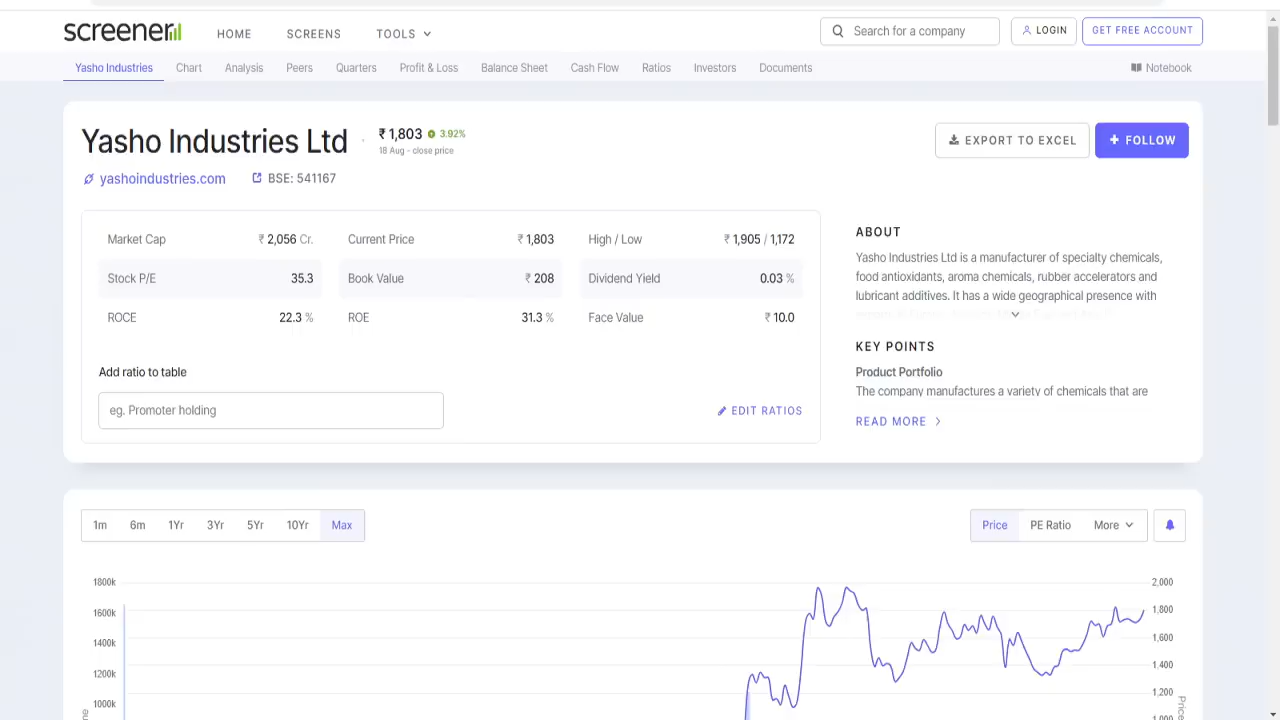 screener
HOME SCREENS TOOLS
Search for a company
LOGIN
GET FREE ACCOUNT
Yasho Industries Chart Analysis Peers Quarters Profit & Loss Balance Sheet Cash Flow Ratios Investors Documents Notebook
Yasho Industries Ltd
₹ 1,803 3.92%
18 Aug - close price
EXPORT TO EXCEL
FOLLOW
yashoindustries.com BSE: 541167
Market Cap ₹ 2,056 Cr. Current Price ₹ 1,803 High / Low ₹ 1,905 / 1,172
Stock P/E 35.3 Book Value ₹ 208 Dividend Yield 0.03 %
ROCE 22.3 % ROE 31.3 % Face Value ₹ 10.0
Add ratio to table
eg. Promoter holding
EDIT RATIOS
ABOUT
Yasho Industries Ltd is a manufacturer of specialty chemicals,
food antioxidants, aroma chemicals, rubber accelerators and
lubricant additives. It has a wide geographical presence with
KEY POINTS
Product Portfolio
The company manufactures a variety of chemicals that are
READ MORE
1m 6m 1Yr 3Yr 5Yr 10Yr Max
Price PE Ratio More
1800k
1600k
1400k
1200k
1000k
2,000
1,800
1,600
1,400
1,200
1,000
Price